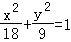 x²/18 + y²/9 = 1